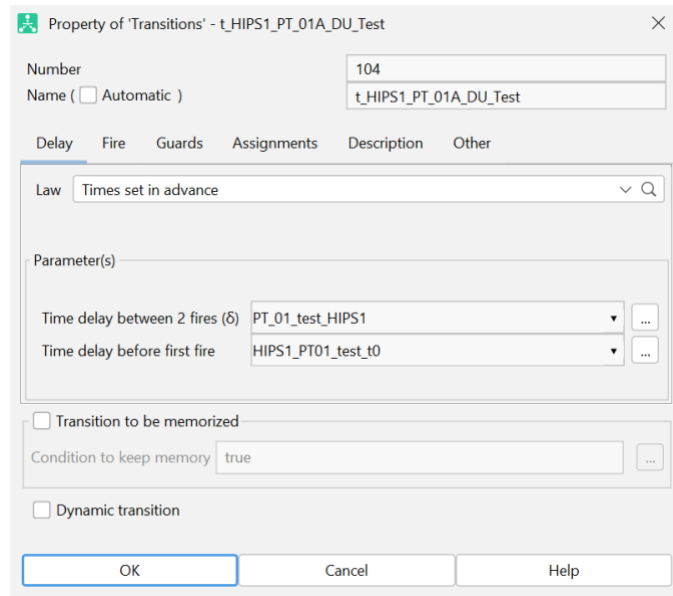 Property of 'Transitions' - t_HIPS1_PT_01A_DU_Test
Number 104
Name ( Automatic ) t_HIPS1_PT_01A_DU_Test
Delay Fire Guards Assignments Description Other
Law Times set in advance
Parameter(s)
Time delay between 2 fires (δ) PT_01_test_HIPS1 ...
Time delay before first fire HIPS1_PT01_test_t0 ...
Transition to be memorized
Condition to keep memory true ...
Dynamic transition
OK Cancel Help